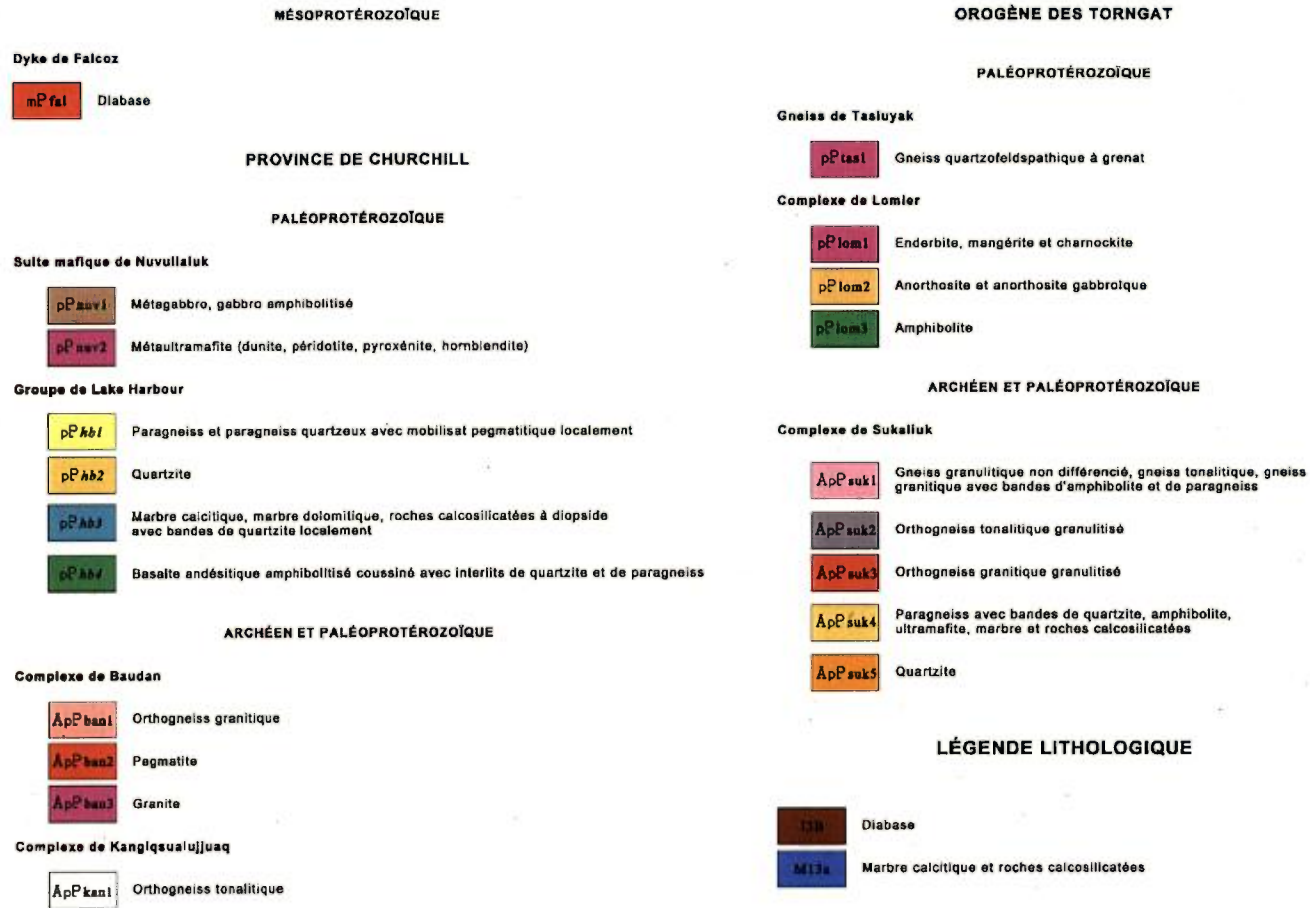 MÉSOPROTÉROZOÏQUE
Dyke de Falcoz
mPfal Diabase
PROVINCE DE CHURCHILL
PALÉOPROTÉROZOÏQUE
Suite mafique de Nuvuliialuk
pPnuv1 Métagabbro, gabbro amphibolitisé
pPnuv2 Métaultramafite (dunite, péridotite, pyroxénite, hornblendite)
Groupe de Lake Harbour
pPhb1 Paragneiss et paragneiss quartzeux avec mobilisat pegmatitique localement
pPhb2 Quartzite
pPhb3 Marbre calcitique, marbre dolomitique, roches calcosilicatées à diopside
avec bandes de quartzite localement
pPhb4 Basalte andésitique amphibolitisé coussiné avec interlits de quartzite et de paragneiss
ARCHÉEN ET PALÉOPROTÉROZOÏQUE
Complexe de Baudan
ApPban1 Orthogneiss granitique
ApPban2 Pegmatite
ApPban3 Granite
Complexe de Kangiqsualujjuaq
ApPkan1 Orthogneiss tonalitique
OROGÈNE DES TORNGAT
PALÉOPROTÉROZOÏQUE
Gneiss de Tasiuyak
pPtas1 Gneiss quartzofeldspathique à grenat
Complexe de Lomier
pPlom1 Enderbite, mangérite et charnockite
pPlom2 Anorthosite et anorthosite gabbroïque
pPlom3 Amphibolite
ARCHÉEN ET PALÉOPROTÉROZOÏQUE
Complexe de Sukaliuk
ApPsuk1 Gneiss granulitique non différencié, gneiss tonalitique, gneiss
granitique avec bandes d'amphibolite et de paragneiss
ApPsuk2 Orthogneiss tonalitique granulitisé
ApPsuk3 Orthogneiss granitique granulitisé
ApPsuk4 Paragneiss avec bandes de quartzite, amphibolite,
ultramafite, marbre et roches calcosilicatées
ApPsuk5 Quartzite
LÉGENDE LITHOLOGIQUE
I3B Diabase
M13a Marbre calcitique et roches calcosilicatées